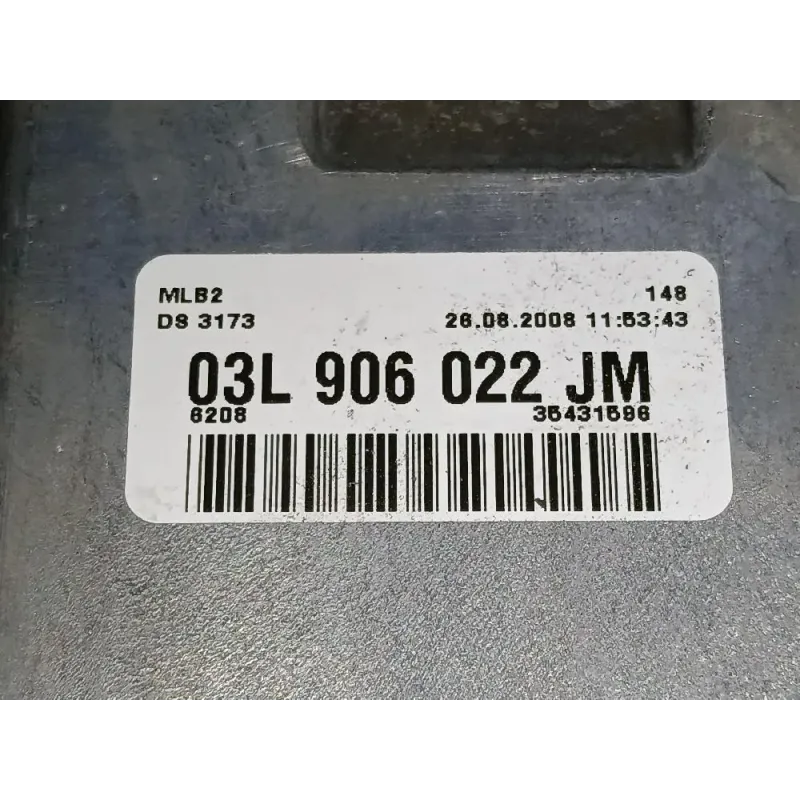 MLB2 148
DS 3173 26.08.2008 11:53:43
03L 906 022 JM
6208 35431596